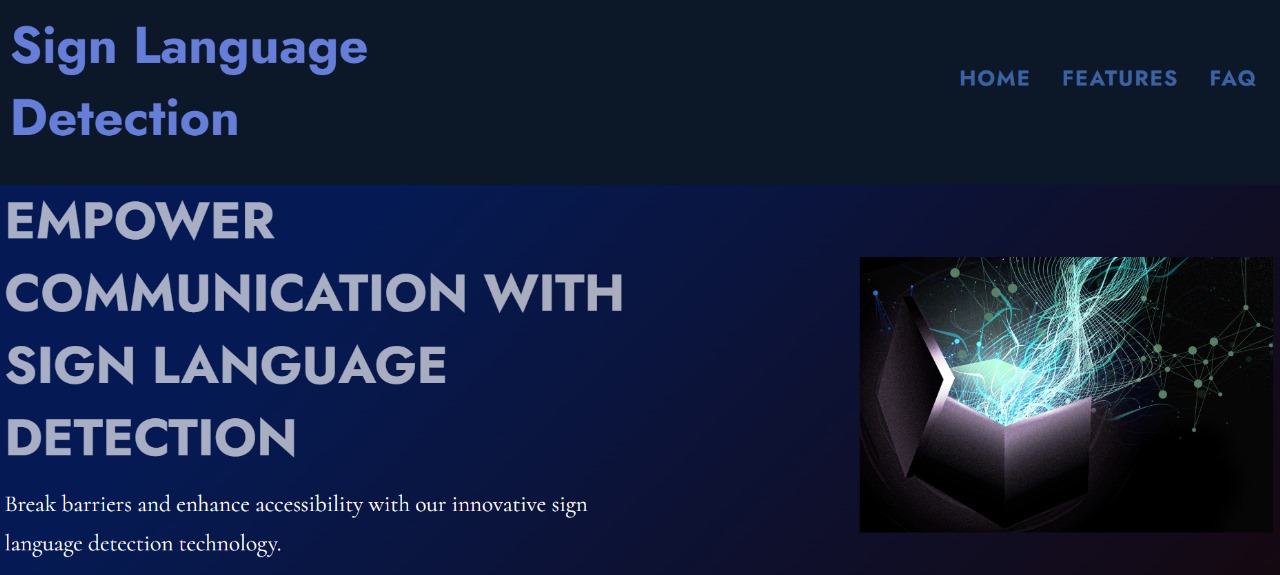 Sign Language
Detection
HOME FEATURES FAQ
EMPOWER
COMMUNICATION WITH
SIGN LANGUAGE
DETECTION
Break barriers and enhance accessibility with our innovative sign
language detection technology.